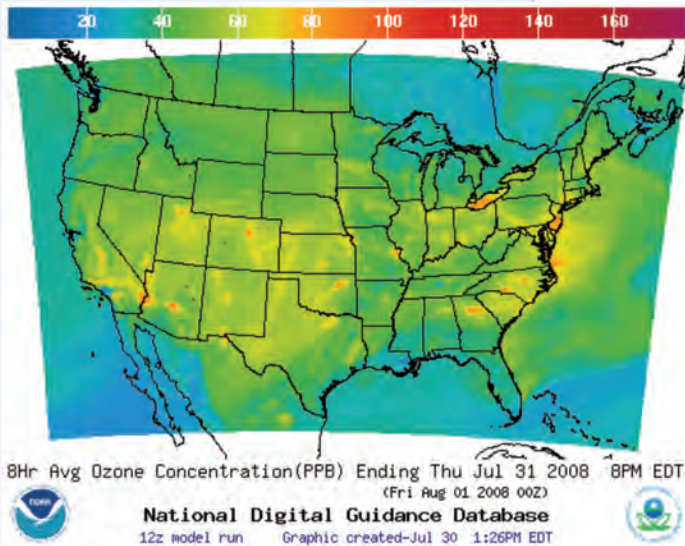 20 40 60 80 100 120 140 160
8Hr Avg Ozone Concentration(PPB) Ending Thu Jul 31 2008 8PM EDT
(Fri Aug 01 2008 00Z)
NOAA
National Digital Guidance Database
12z model run Graphic created-Jul 30 1:26PM EDT